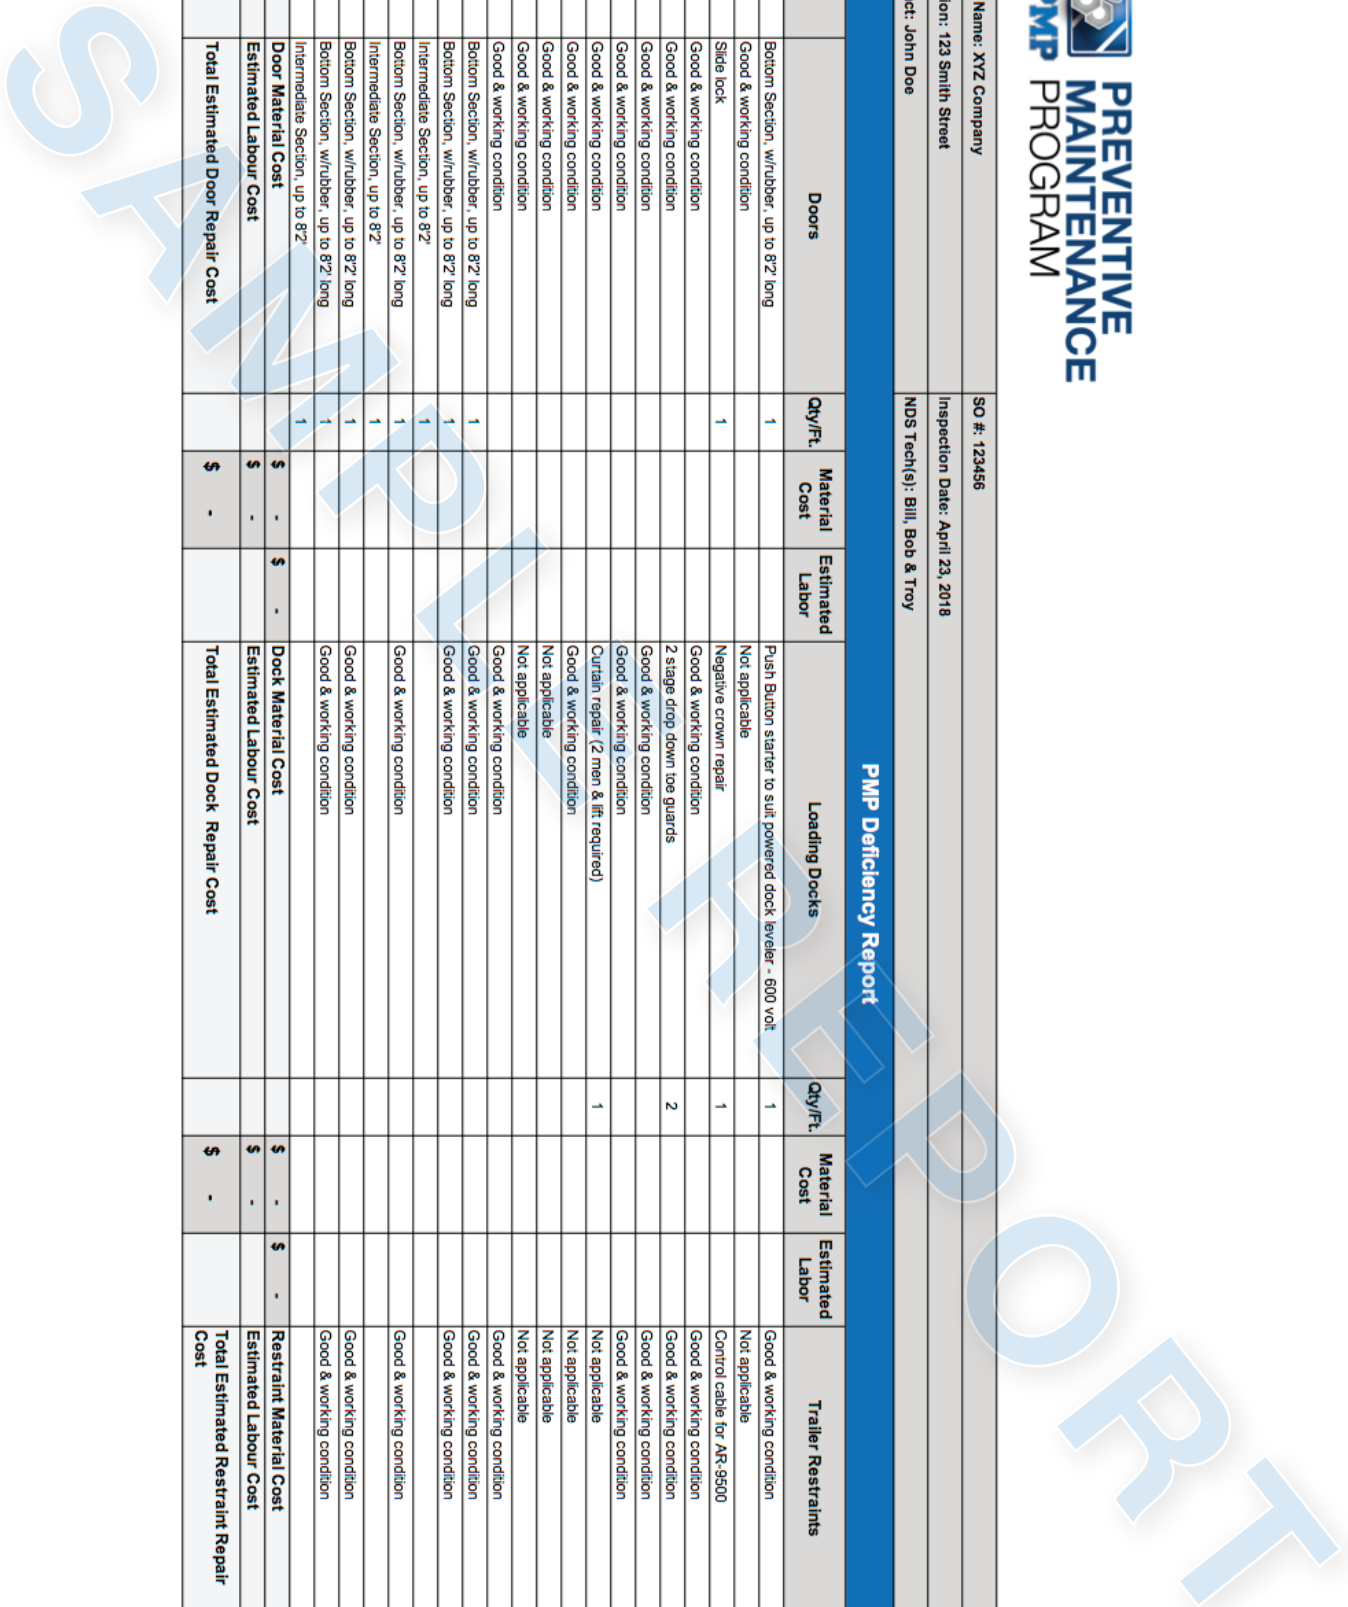 PREVENTIVE
MAINTENANCE
PMP PROGRAM
Name: XYZ Company SO #: 123456
123 Smith Street Inspection Date: April 23, 2018
John Doe NDS Tech(s): Bill, Bob & Troy
PMP Deficiency Report
Doors Qty/Ft. Material Cost Estimated Labor Loading Docks Qty/Ft. Material Cost Estimated Labor Trailer Restraints
Bottom Section, w/rubber, up to 8'2' long 1 Push Button starter to suit powered dock leveler - 600 volt 1 Good & working condition
Good & working condition Not applicable Not applicable
Slide lock 1 Negative crown repair 1 Control cable for AR-9500
Good & working condition Good & working condition Good & working condition
Good & working condition 2 stage drop down toe guards 2 Good & working condition
Good & working condition Good & working condition Good & working condition
Good & working condition Good & working condition Good & working condition
Good & working condition Curtain repair (2 men & lift required) 1 Not applicable
Good & working condition Good & working condition Not applicable
Good & working condition Not applicable Not applicable
Good & working condition Not applicable Not applicable
Good & working condition Good & working condition Good & working condition
Bottom Section, w/rubber, up to 8'2' long 1 Good & working condition Good & working condition
Bottom Section, w/rubber, up to 8'2' long 1 Good & working condition Good & working condition
Intermediate Section, up to 8'2' 1
Bottom Section, w/rubber, up to 8'2' long 1 Good & working condition Good & working condition
Intermediate Section, up to 8'2' 1
Bottom Section, w/rubber, up to 8'2' long 1 Good & working condition Good & working condition
Bottom Section, w/rubber, up to 8'2' long 1 Good & working condition Good & working condition
Intermediate Section, up to 8'2' 1
Door Material Cost $ - $ - Dock Material Cost $ - $ - Restraint Material Cost
Estimated Labour Cost $ - Estimated Labour Cost $ - Estimated Labour Cost
Total Estimated Door Repair Cost $ - Total Estimated Dock Repair Cost $ - Total Estimated Restraint Repair Cost
SAMPLE REPORT